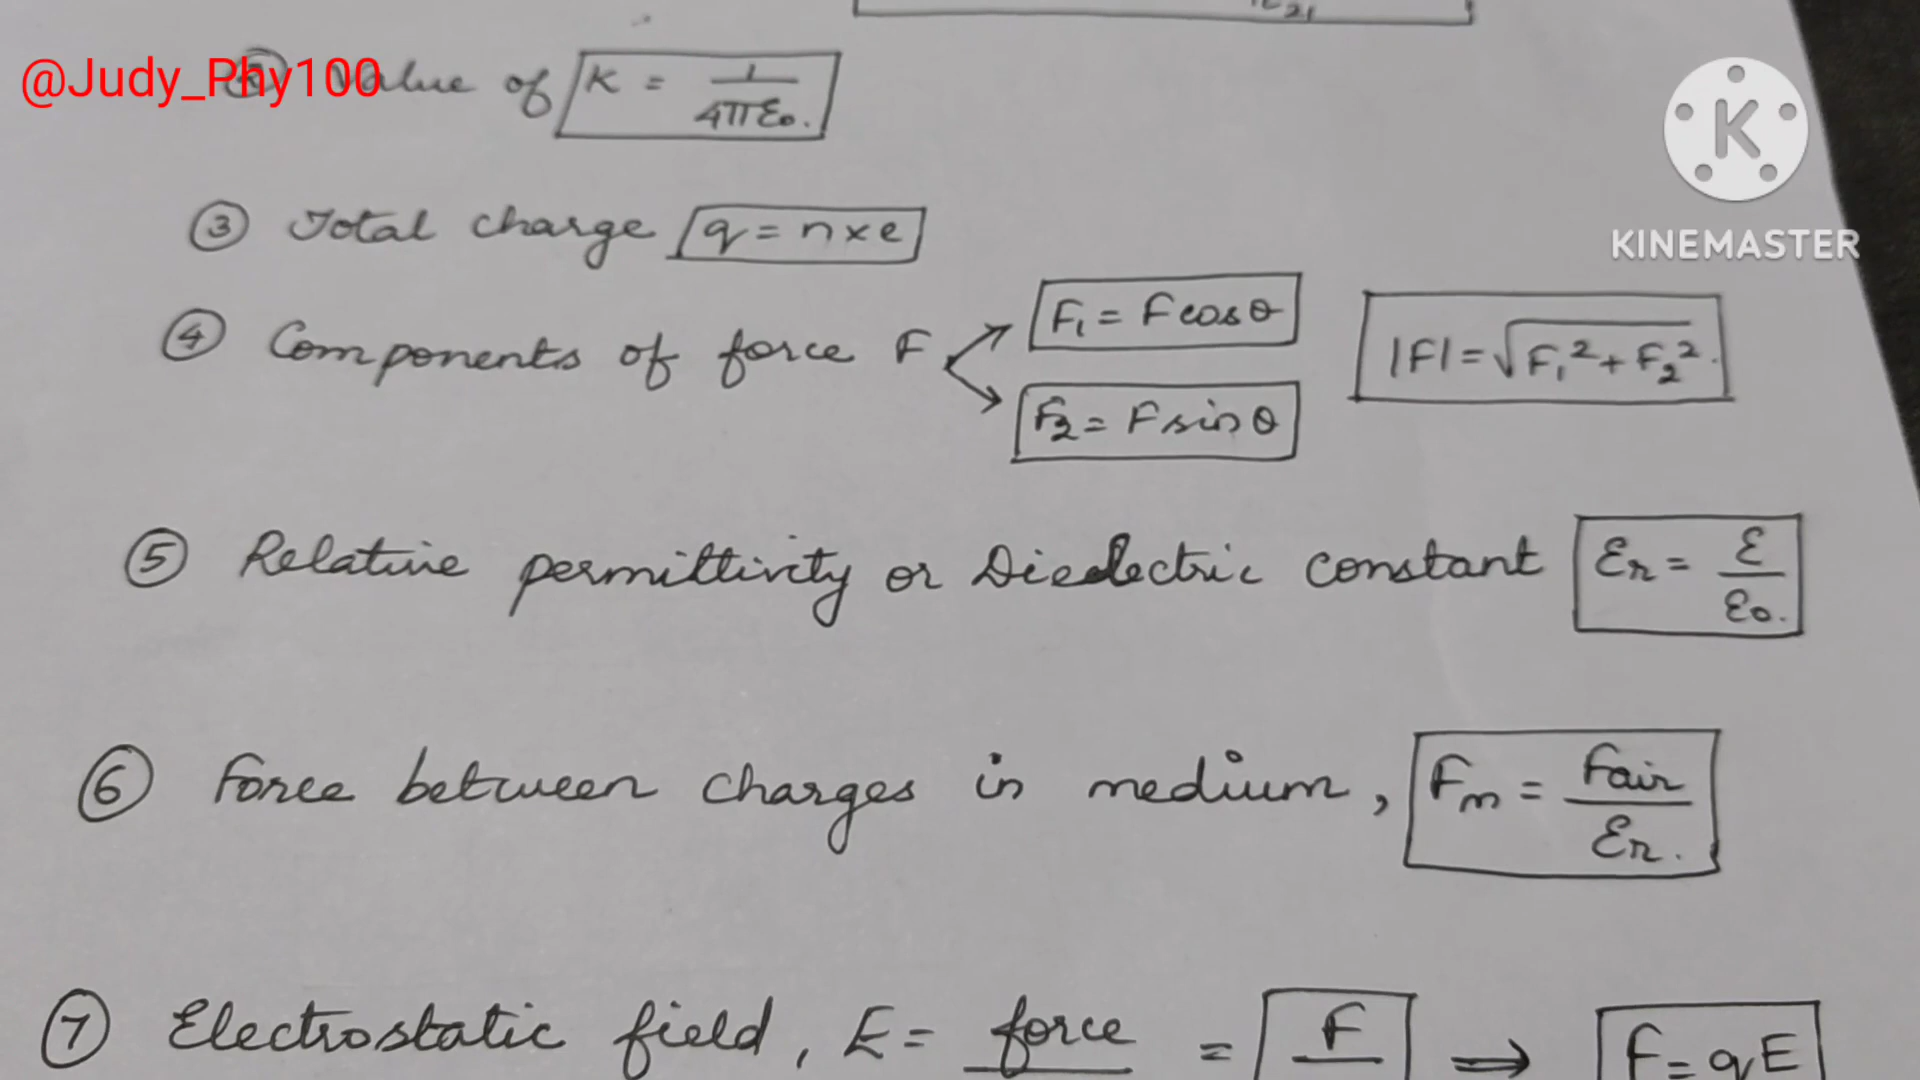 @Judy_Phy100
Value of K = 1/4πε₀.
KINEMASTER
③ Total charge q = n×e
④ Components of force F
F₁ = F cosθ
F₂ = F sinθ
|F| = √F₁² + F₂².
⑤ Relative permittivity or Dielectric constant εr = ε/ε₀.
⑥ Force between charges in medium, Fm = Fair/εr.
⑦ Electrostatic field, E = force = F ⇒ F = qE